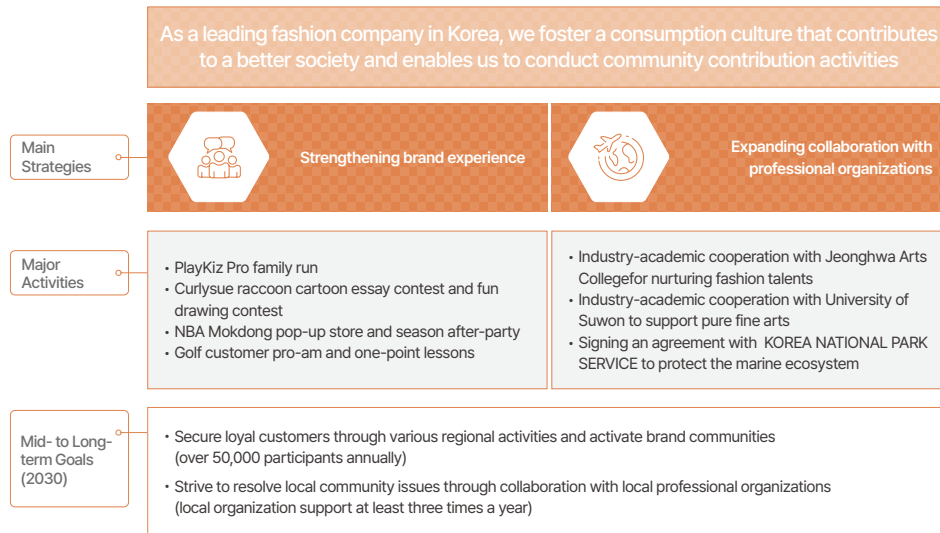 As a leading fashion company in Korea, we foster a consumption culture that contributes
to a better society and enables us to conduct community contribution activities
Main
Strategies
Strengthening brand experience
Expanding collaboration with
professional organizations
Major
Activities
• PlayKiz Pro family run
• Curlysue raccoon cartoon essay contest and fun
drawing contest
• NBA Mokdong pop-up store and season after-party
• Golf customer pro-am and one-point lessons
• Industry-academic cooperation with Jeonghwa Arts
Collegefor nurturing fashion talents
• Industry-academic cooperation with University of
Suwon to support pure fine arts
• Signing an agreement with KOREA NATIONAL PARK
SERVICE to protect the marine ecosystem
Mid- to Long-
term Goals
(2030)
• Secure loyal customers through various regional activities and activate brand communities
(over 50,000 participants annually)
• Strive to resolve local community issues through collaboration with local professional organizations
(local organization support at least three times a year)